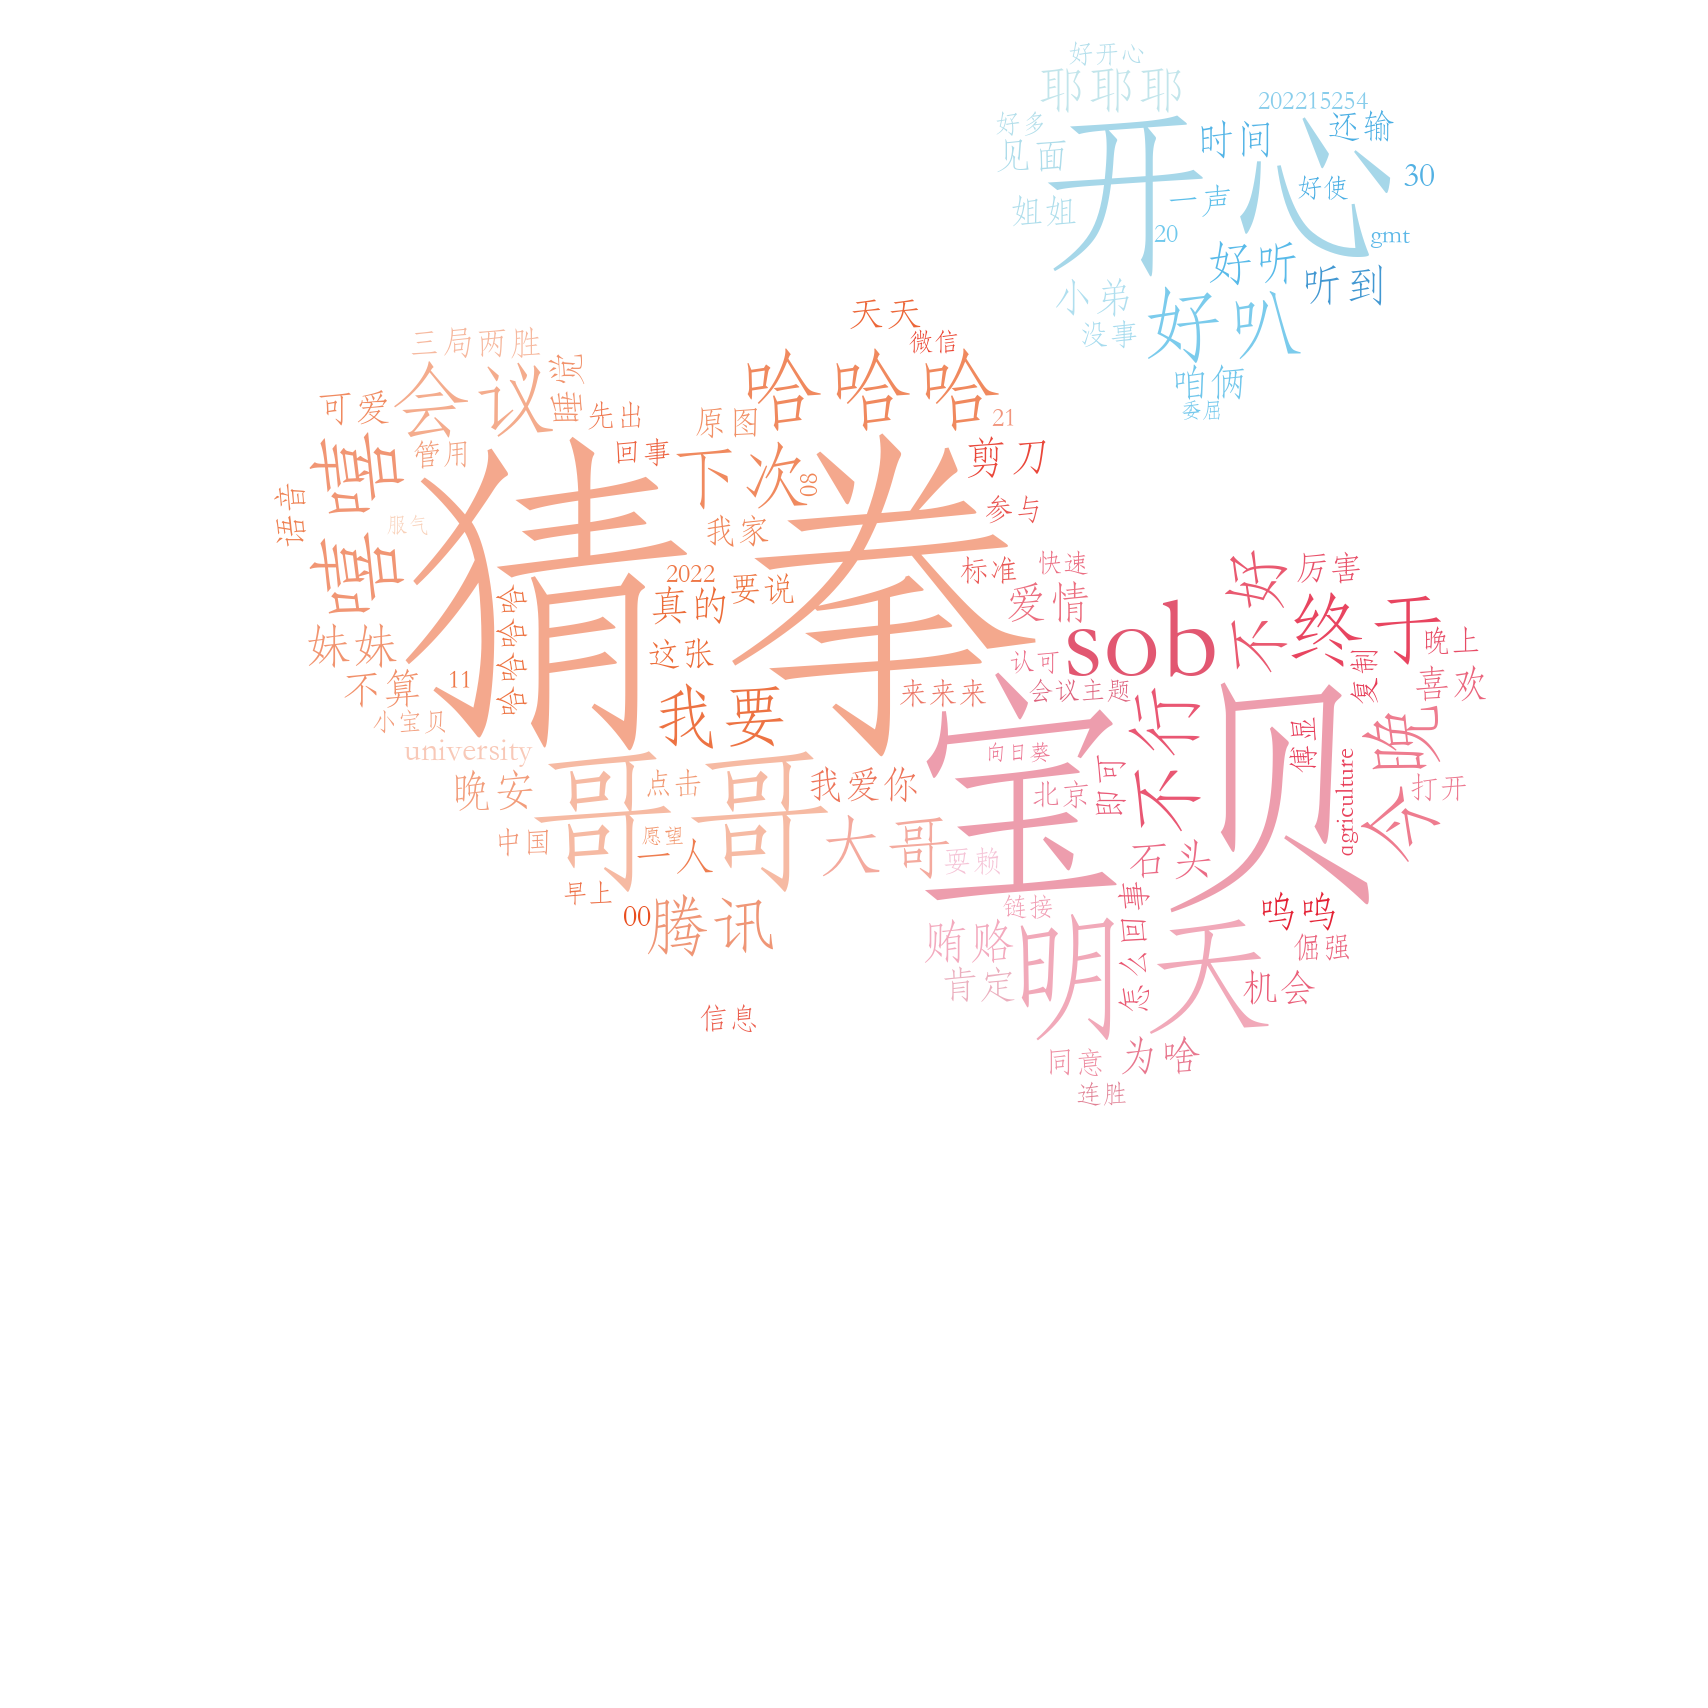 好开心
耶耶耶
202215254
好多
开心
时间
还输
见面
30
好使
姐姐
一声
20
gmt
好听
听到
小弟
好叭
没事
咱俩
委屈
天天
微信
三局两胜
会议
睡觉
哈哈哈
可爱
先出
原图
21
嘻嘻
管用
回事
下次
80
剪刀
语音
服气
猜拳
我家
参与
2022
要说
标准
快速
真的
爱情
不好
厉害
哈哈哈哈
sob
终于
妹妹
这张
晚上
认可
复制
不算
11
我要
来来来
会议主题
喜欢
小宝贝
宝贝
不行
傅显
今晚
university
向日葵
agriculture
晚安
哥哥
点击
我爱你
北京
即可
打开
中国
愿望
一人
大哥
耍赖
石头
早上
00
腾讯
链接
怎么回事
呜呜
贿赂
明天
倔强
肯定
机会
信息
同意
为啥
连胜